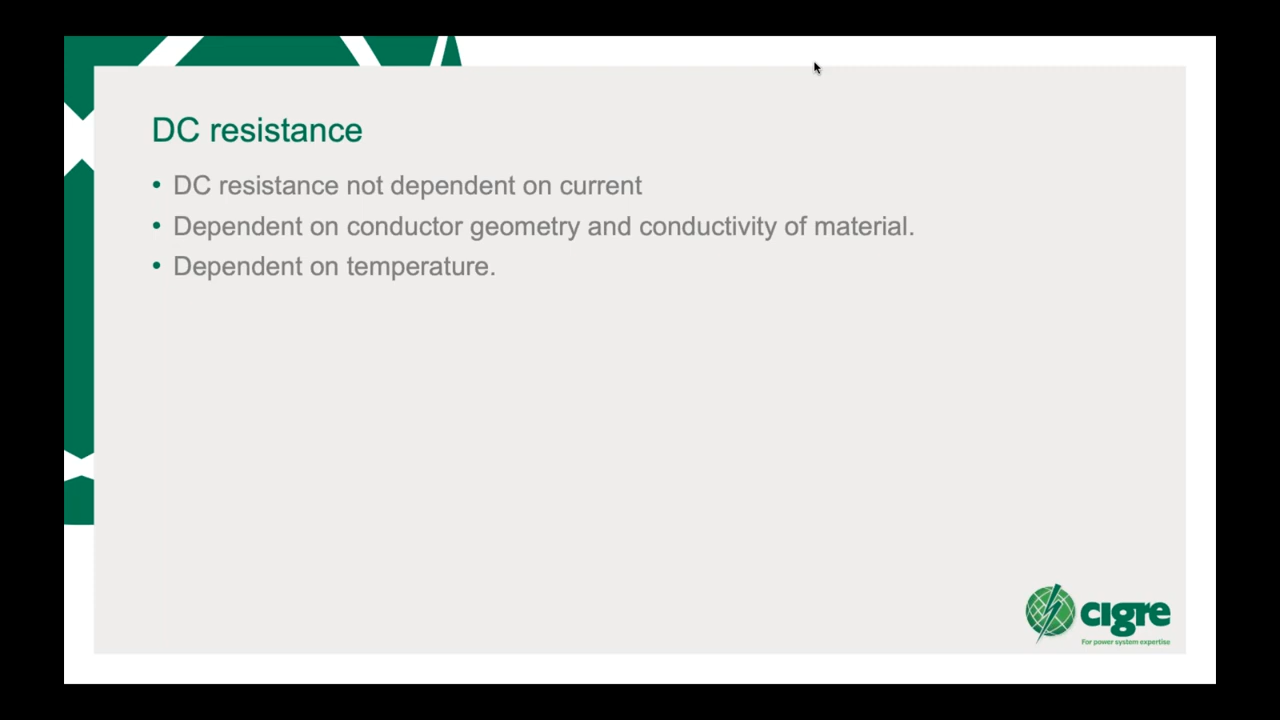 DC resistance
• DC resistance not dependent on current
• Dependent on conductor geometry and conductivity of material.
• Dependent on temperature.
cigre
For power system expertise